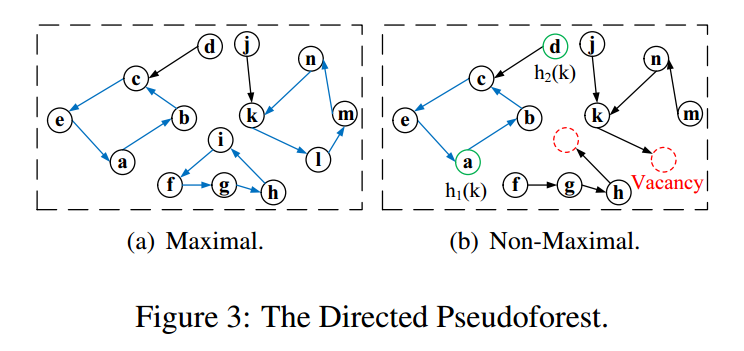 d j d j
n n
c c h₂(k)
e b k m e b k m
i
a l a
f g h h₁(k) f g h Vacancy
(a) Maximal. (b) Non-Maximal.
Figure 3: The Directed Pseudoforest.